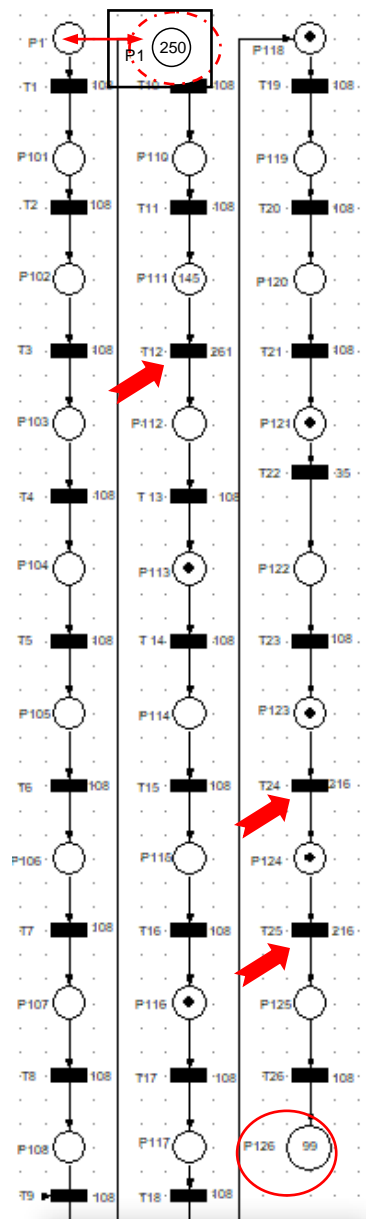 P1
T1 108
P101
T2 108
P102
T3 108
P103
T4 108
P104
T5 108
P105
T6 108
P106
T7 108
P107
T8 108
P108
T9 108
P1 250
T10 108
P110
T11 108
P111 145
T12 261
P112
T13 108
P113
T14 108
P114
T15 108
P115
T16 108
P116
T17 108
P117
T18 108
P118
T19 108
P119
T20 108
P120
T21 108
P121
T22 35
P122
T23 108
P123
T24 216
P124
T25 216
P125
T26 108
P126 99